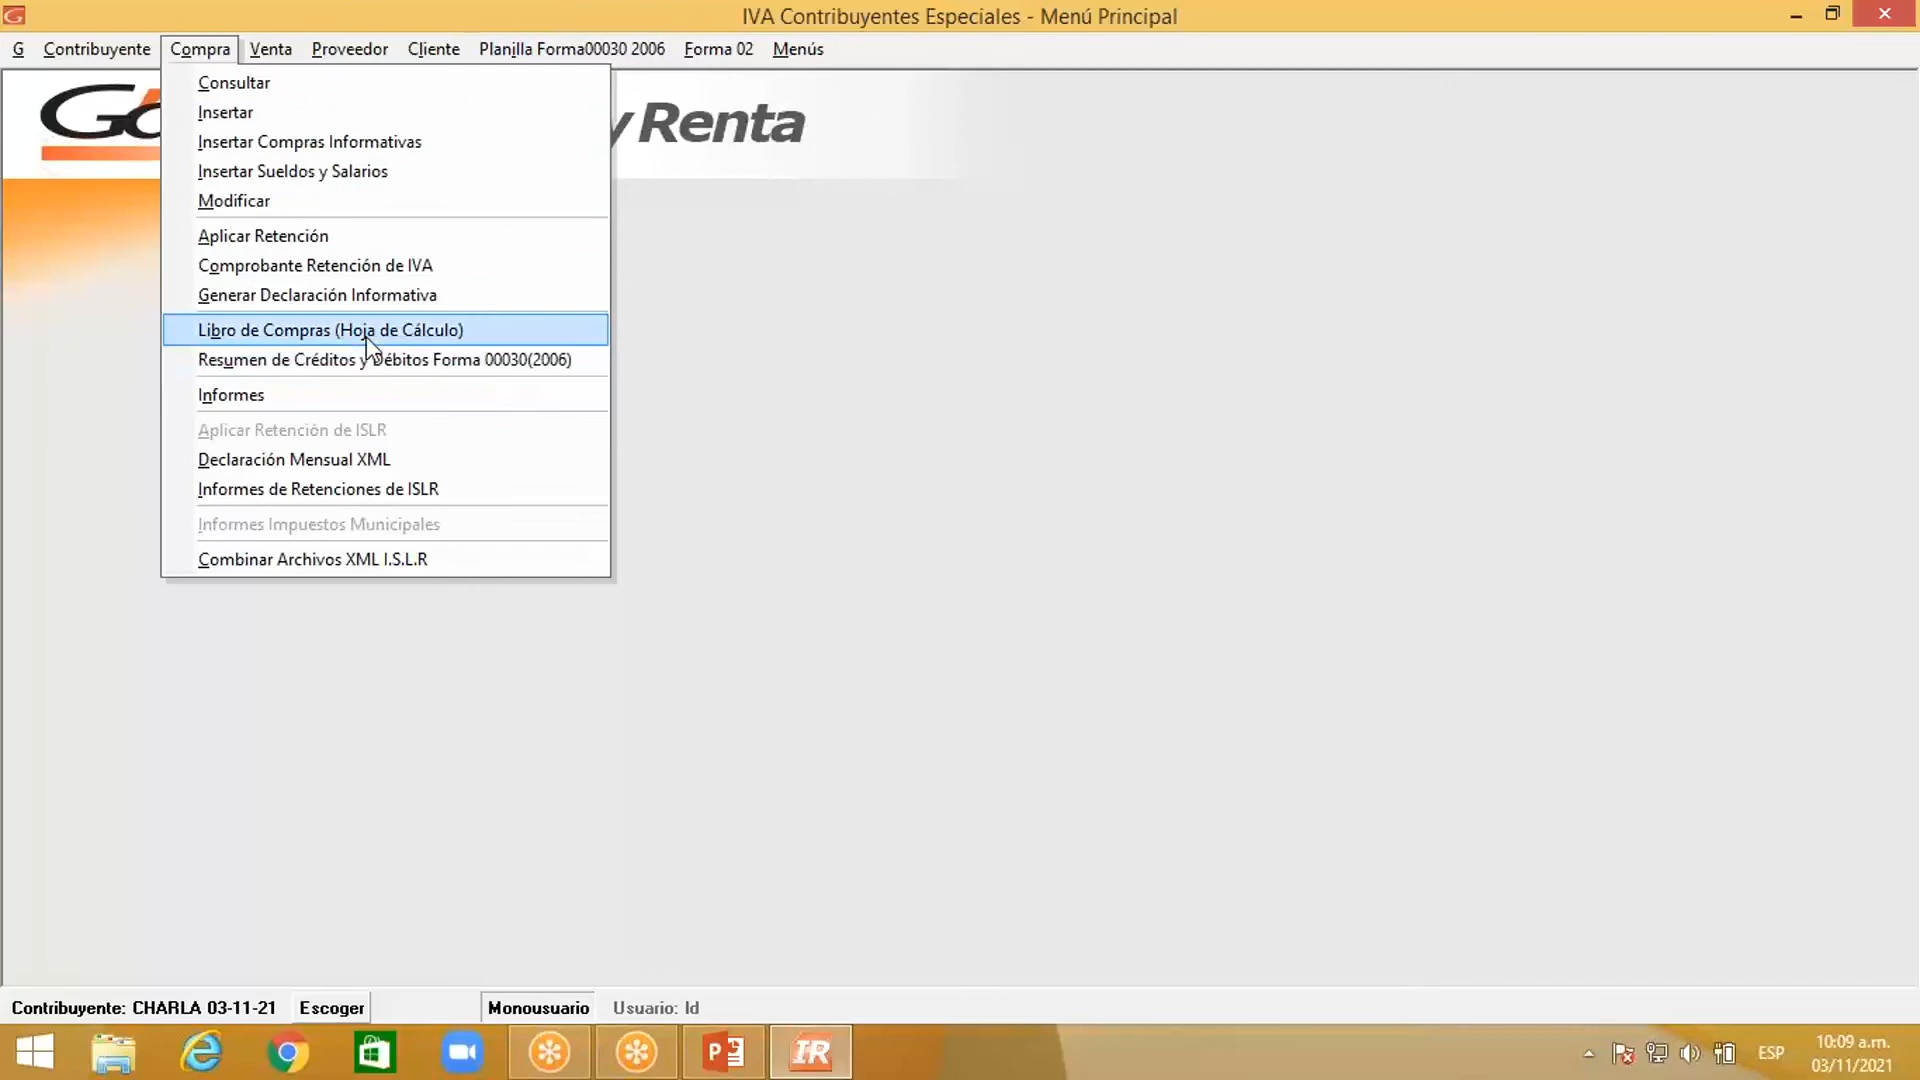 IVA Contribuyentes Especiales - Menú Principal
G Contribuyente Compra Venta Proveedor Cliente Planilla Forma00030 2006 Forma 02 Menús
y Renta
Consultar
Insertar
Insertar Compras Informativas
Insertar Sueldos y Salarios
Modificar
Aplicar Retención
Comprobante Retención de IVA
Generar Declaración Informativa
Libro de Compras (Hoja de Cálculo)
Resumen de Créditos y Débitos Forma 00030(2006)
Informes
Aplicar Retención de ISLR
Declaración Mensual XML
Informes de Retenciones de ISLR
Informes Impuestos Municipales
Combinar Archivos XML I.S.L.R
Contribuyente: CHARLA 03-11-21 Escoger Monousuario Usuario: Id
IR ESP 10:09 a.m.
03/11/2021